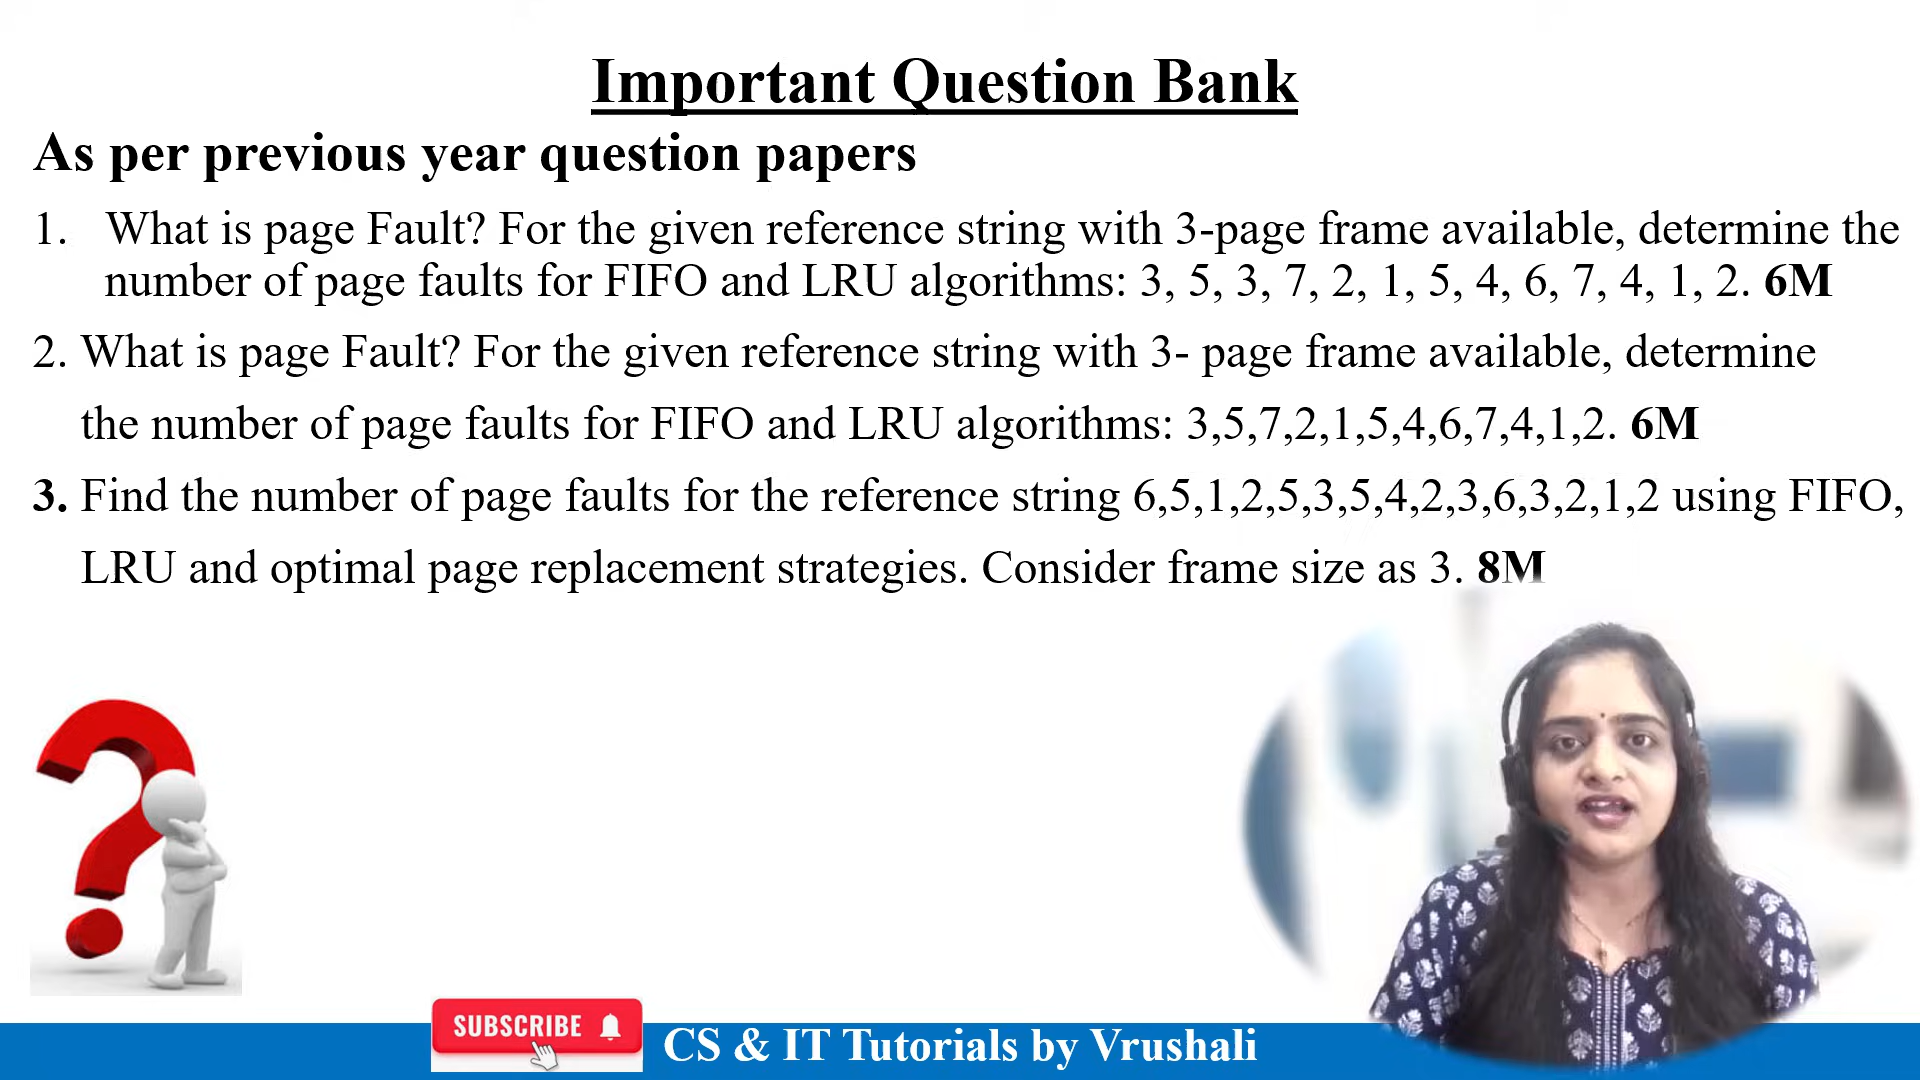 Important Question Bank
As per previous year question papers
1. What is page Fault? For the given reference string with 3-page frame available, determine the
number of page faults for FIFO and LRU algorithms: 3, 5, 3, 7, 2, 1, 5, 4, 6, 7, 4, 1, 2. 6M
2. What is page Fault? For the given reference string with 3- page frame available, determine
the number of page faults for FIFO and LRU algorithms: 3,5,7,2,1,5,4,6,7,4,1,2. 6M
3. Find the number of page faults for the reference string 6,5,1,2,5,3,5,4,2,3,6,3,2,1,2 using FIFO,
LRU and optimal page replacement strategies. Consider frame size as 3. 8M
SUBSCRIBE
CS & IT Tutorials by Vrushali